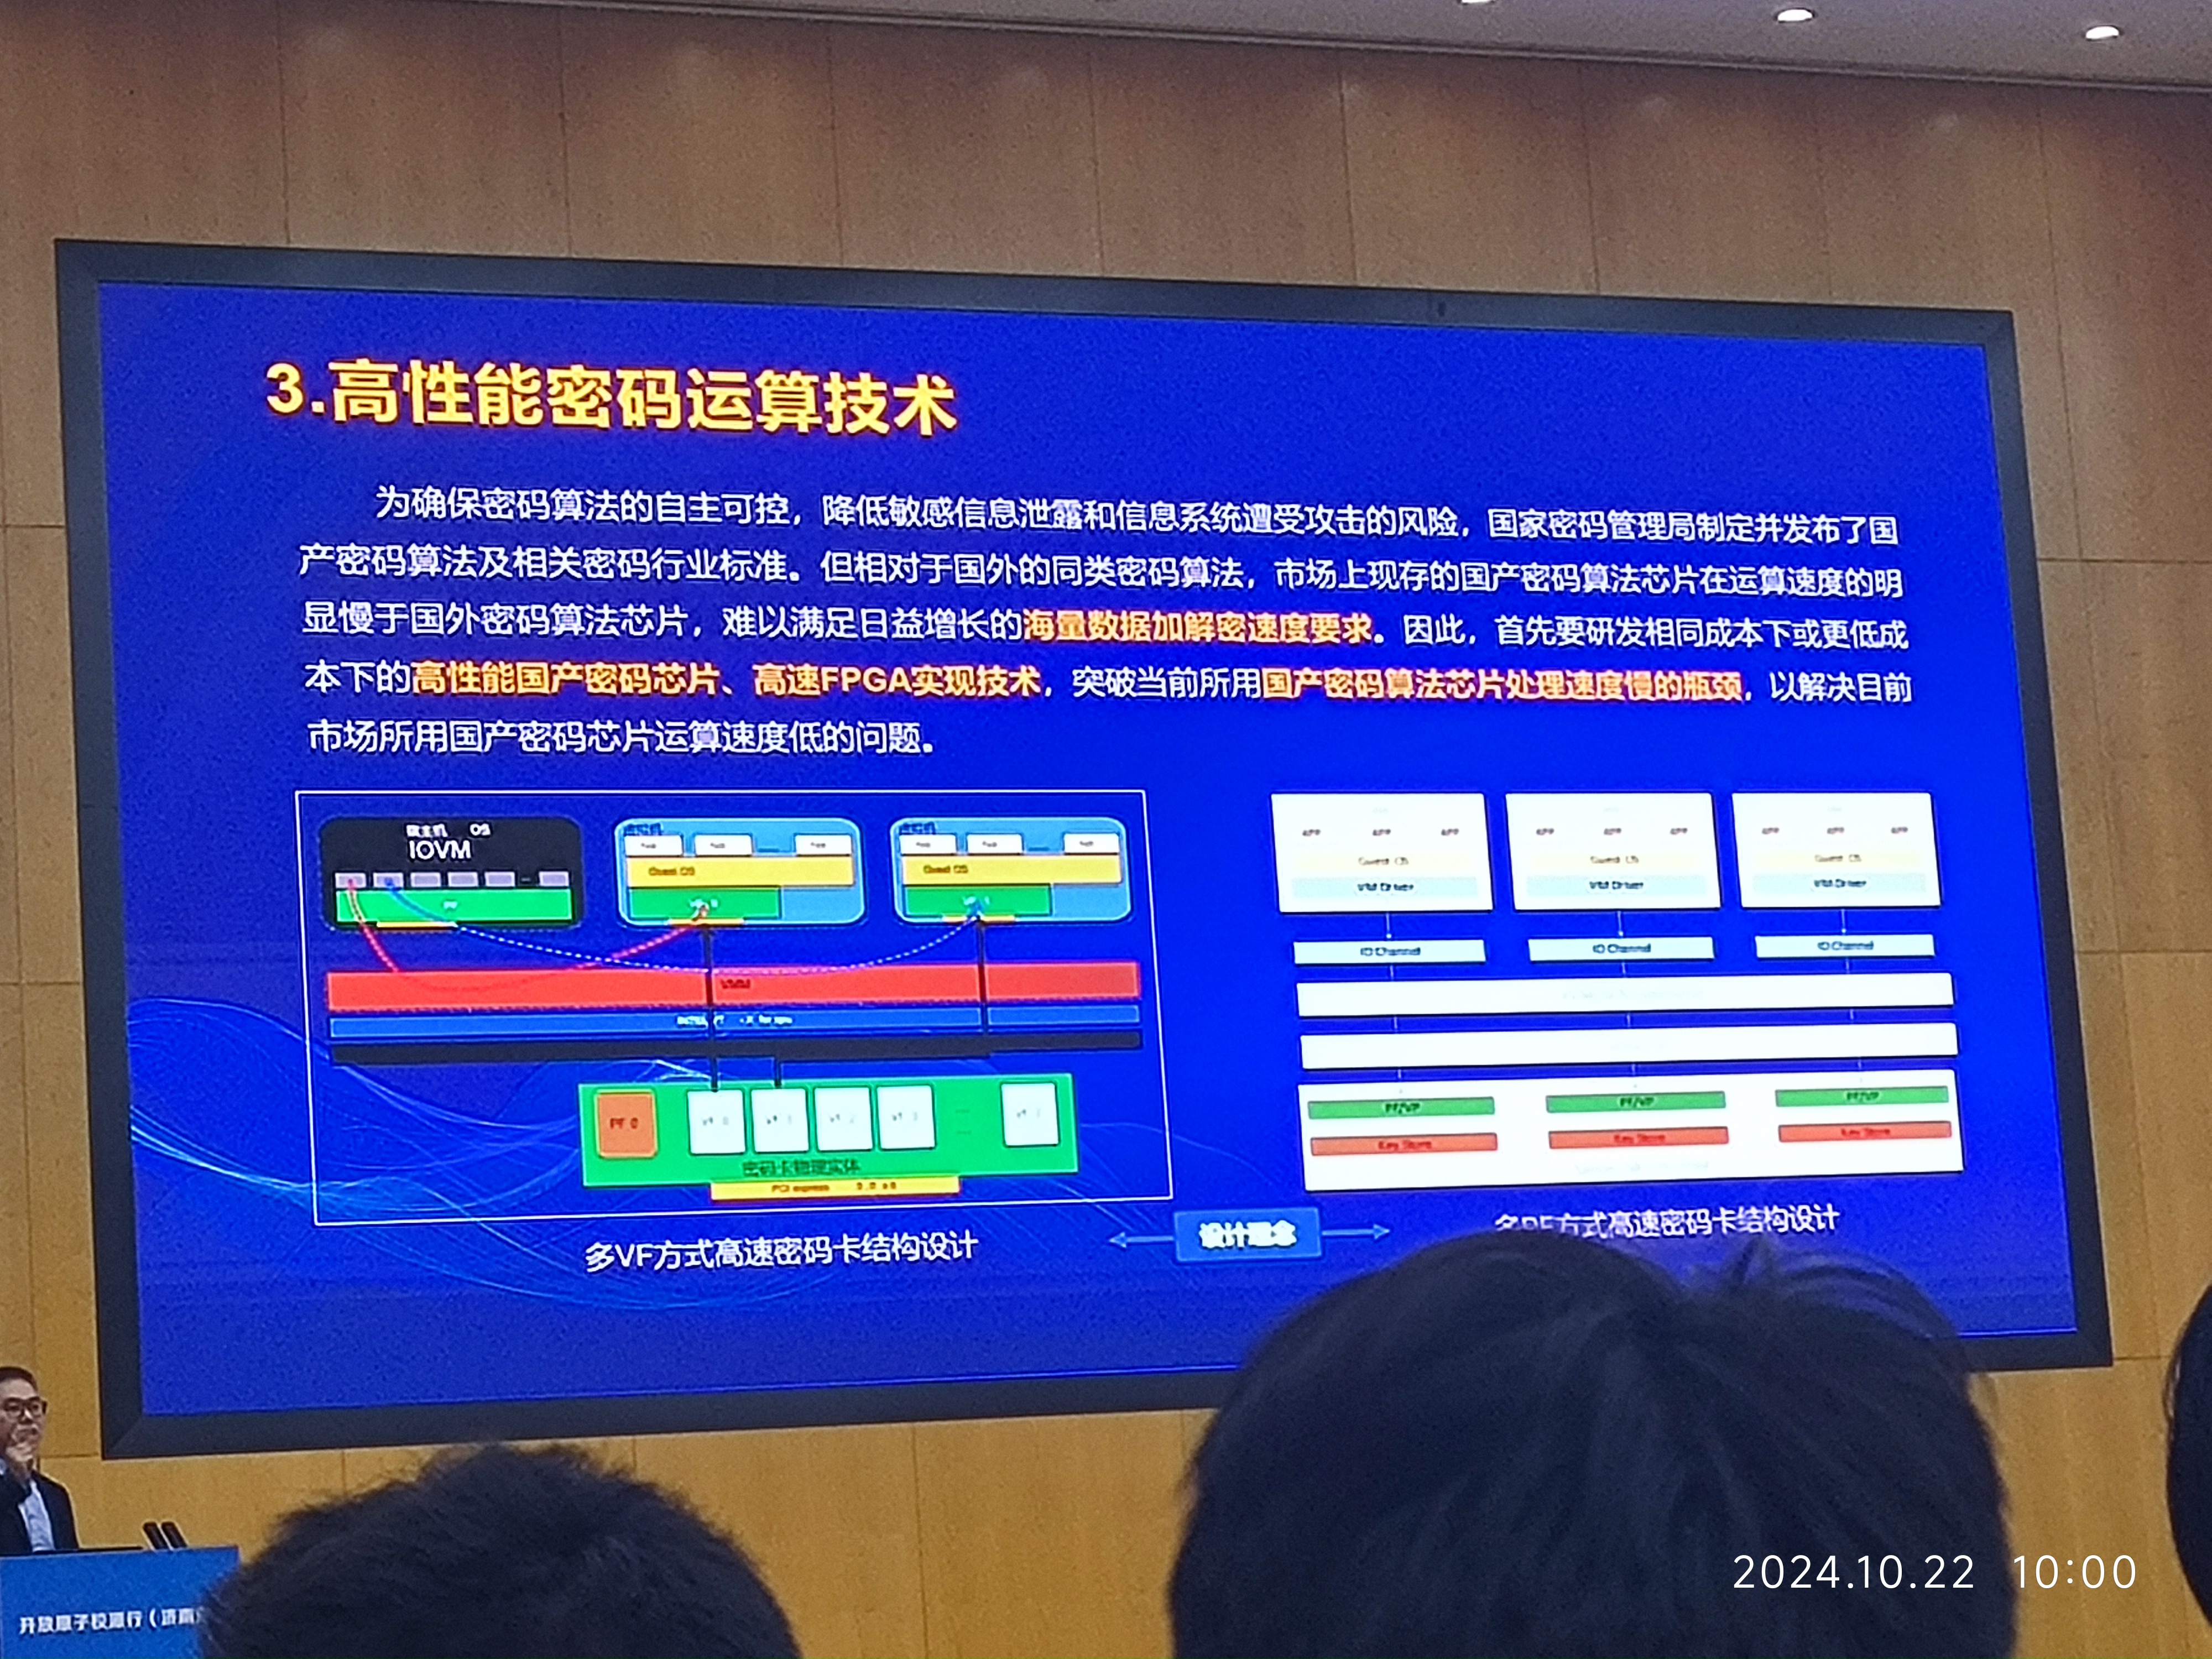 3.高性能密码运算技术
为确保密码算法的自主可控，降低敏感信息泄露和信息系统遭受攻击的风险，国家密码管理局制定并发布了国
产密码算法及相关密码行业标准。但相对于国外的同类密码算法，市场上现存的国产密码算法芯片在运算速度的明
显慢于国外密码算法芯片，难以满足日益增长的海量数据加解密速度要求。因此，首先要研发相同成本下或更低成
本下的高性能国产密码芯片、高速FPGA实现技术，突破当前所用国产密码算法芯片处理速度慢的瓶颈，以解决目前
市场所用国产密码芯片运算速度低的问题。
宿主机 OS
IOVM
PF
虚拟机
Guest OS
虚拟机
Guest OS
VMM
PF 0
密码卡物理实体
PCI express
多VF方式高速密码卡结构设计
设计理念
APP APP APP
Guest OS
VM Driver
IO Channel
APP APP APP
Guest OS
VM Driver
IO Channel
APP APP APP
Guest OS
VM Driver
IO Channel
PF/VF PF/VF PF/VF
Key Store Key Store Key Store
多PF方式高速密码卡结构设计
开放原子校源行（济南
2024.10.22 10:00